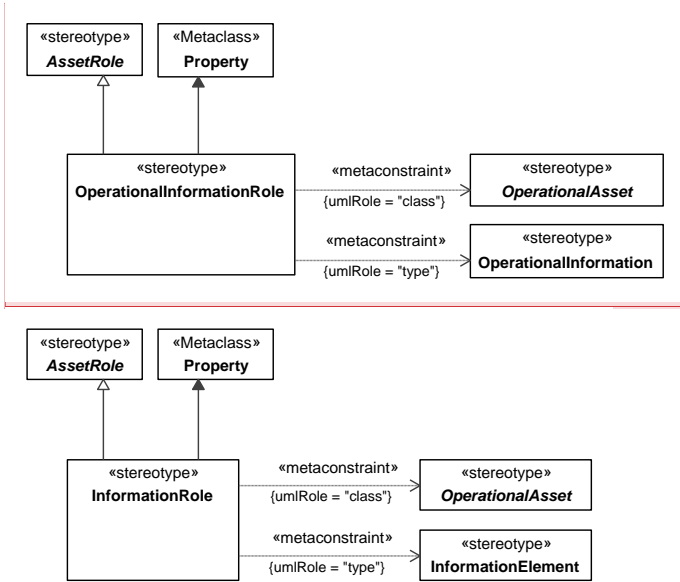 «stereotype»
AssetRole
«Metaclass»
Property
«stereotype»
OperationalInformationRole
«metaconstraint»
{umlRole = "class"}
«stereotype»
OperationalAsset
«metaconstraint»
{umlRole = "type"}
«stereotype»
OperationalInformation
«stereotype»
AssetRole
«Metaclass»
Property
«stereotype»
InformationRole
«metaconstraint»
{umlRole = "class"}
«stereotype»
OperationalAsset
«metaconstraint»
{umlRole = "type"}
«stereotype»
InformationElement